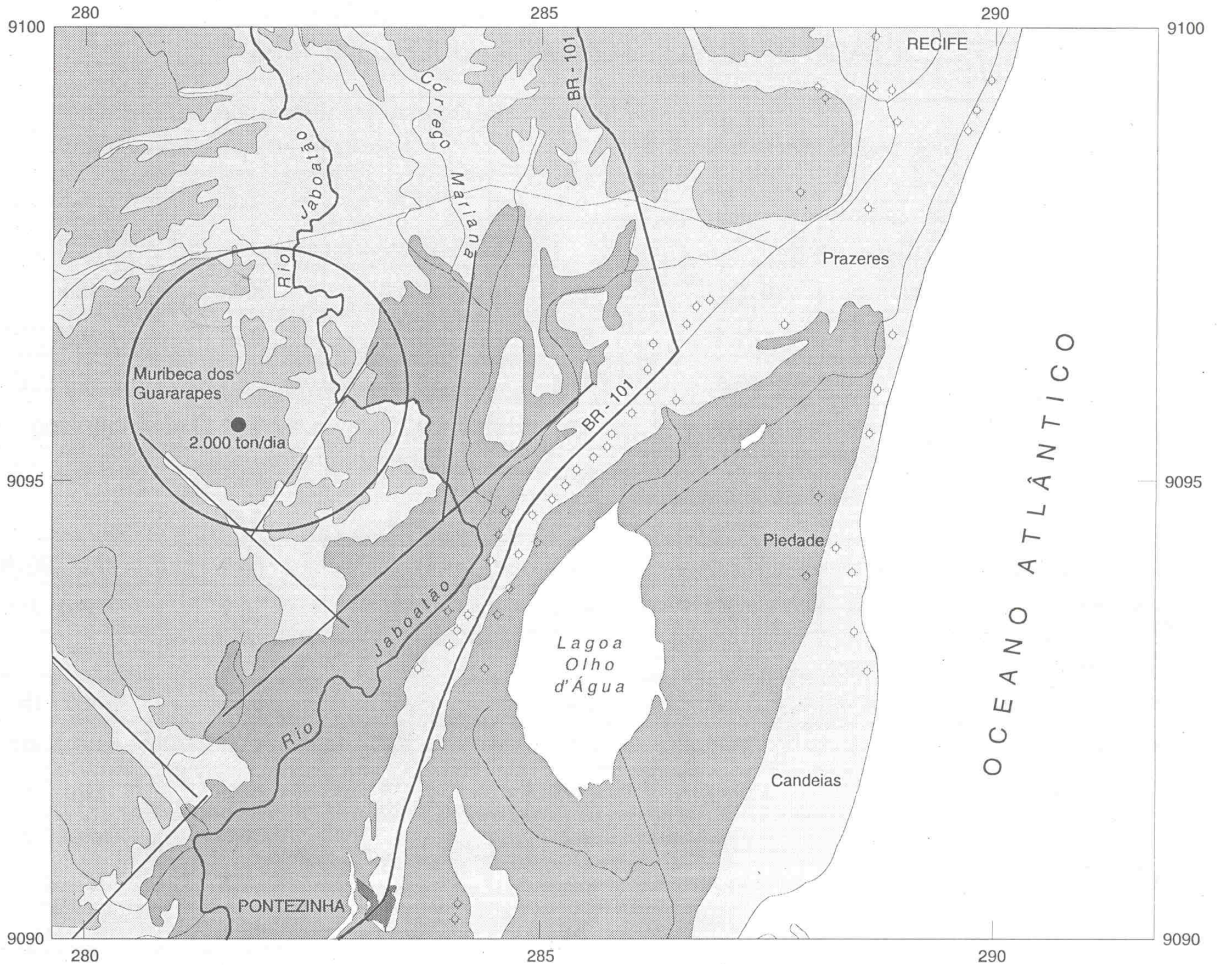 280
285
290
9100
9100
RECIFE
BR - 101
Córrego
Mariana
Jaboatão
Rio
Prazeres
Muribeca dos
Guararapes
2.000 ton/dia
BR - 101
9095
9095
OCEANO ATLÂNTICO
Piedade
Jaboatão
Rio
Lagoa
Olho
d'Água
Candeias
PONTEZINHA
9090
9090
280
285
290